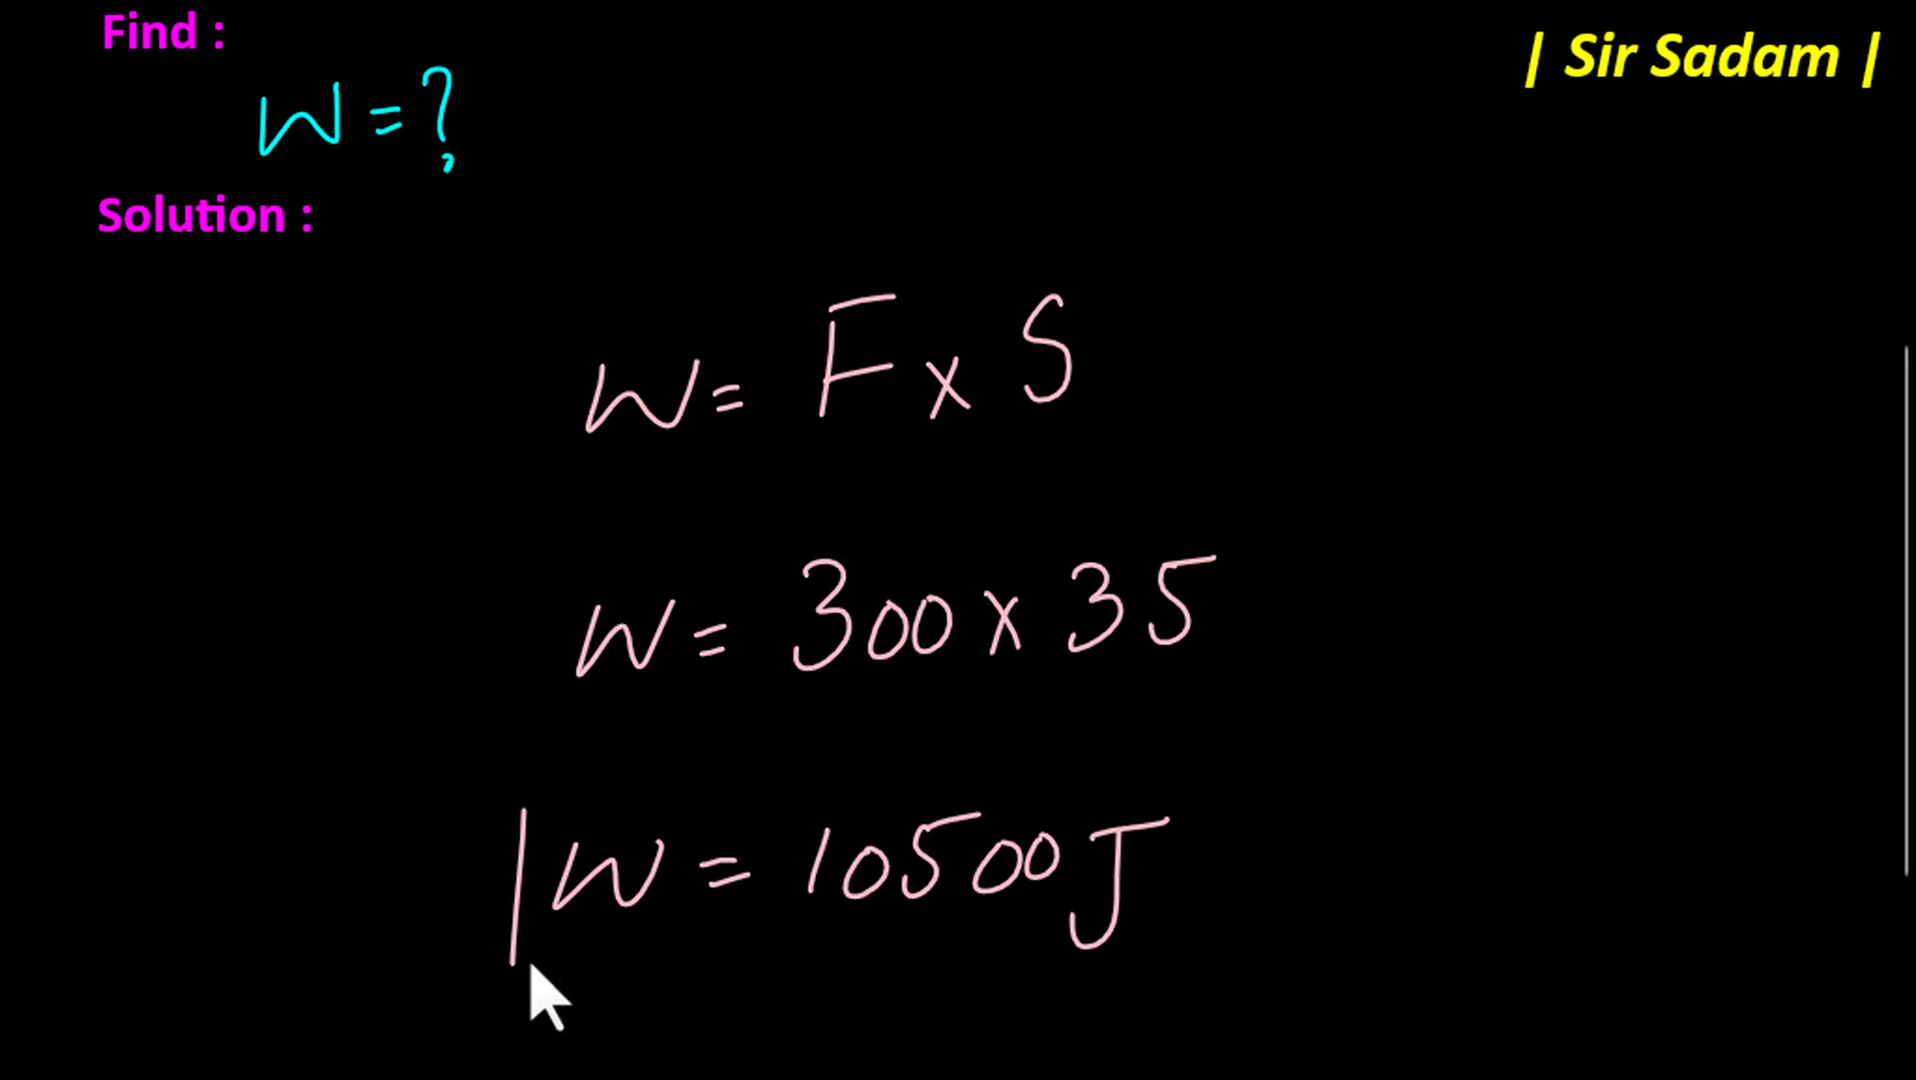 Find :
| Sir Sadam |
W = ?
Solution :
W = F x S
W = 300 x 35
W = 10500 J